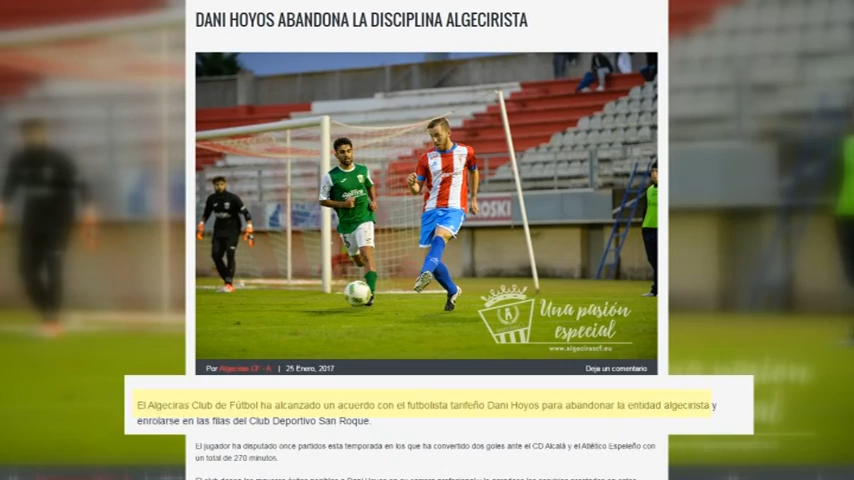 DANI HOYOS ABANDONA LA DISCIPLINA ALGECIRISTA
Una pasión
especial
www.algecirascf.eu
Por Algeciras CF - A | 25 Enero, 2017
Deja un comentario
El Algeciras Club de Fútbol ha alcanzado un acuerdo con el futbolista tarifeño Dani Hoyos para abandonar la entidad algecirista y
enrolarse en las filas del Club Deportivo San Roque.
El jugador ha disputado once partidos esta temporada en los que ha convertido dos goles ante el CD Alcalá y el Atlético Espeleño con
un total de 270 minutos.